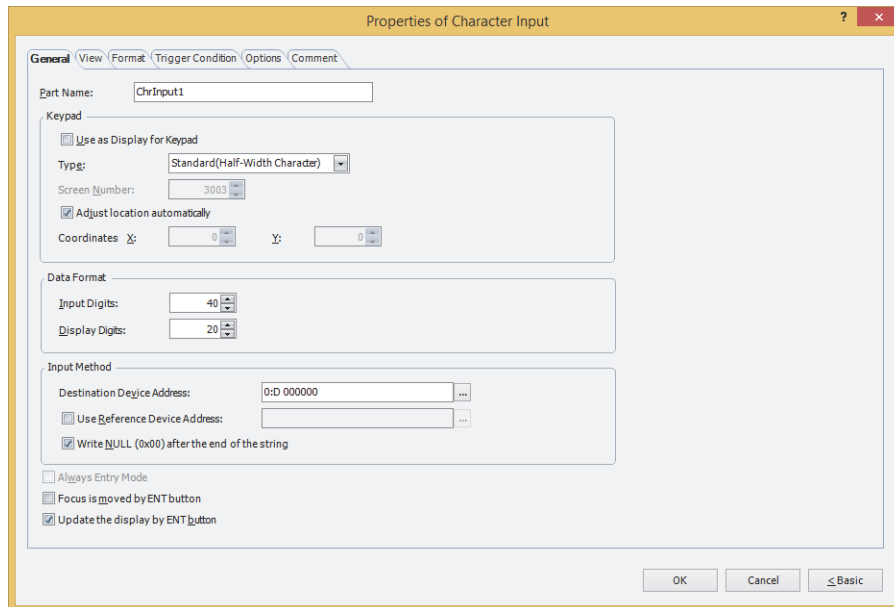 Properties of Character Input
? ×
General View Format Trigger Condition Options Comment
Part Name: ChrInput1
Keypad
Use as Display for Keypad
Type: Standard(Half-Width Character)
Screen Number: 3003
Adjust location automatically
Coordinates X: 0 Y: 0
Data Format
Input Digits: 40
Display Digits: 20
Input Method
Destination Device Address: 0:D 000000 ...
Use Reference Device Address: ...
Write NULL (0x00) after the end of the string
Always Entry Mode
Focus is moved by ENT button
Update the display by ENT button
OK Cancel < Basic